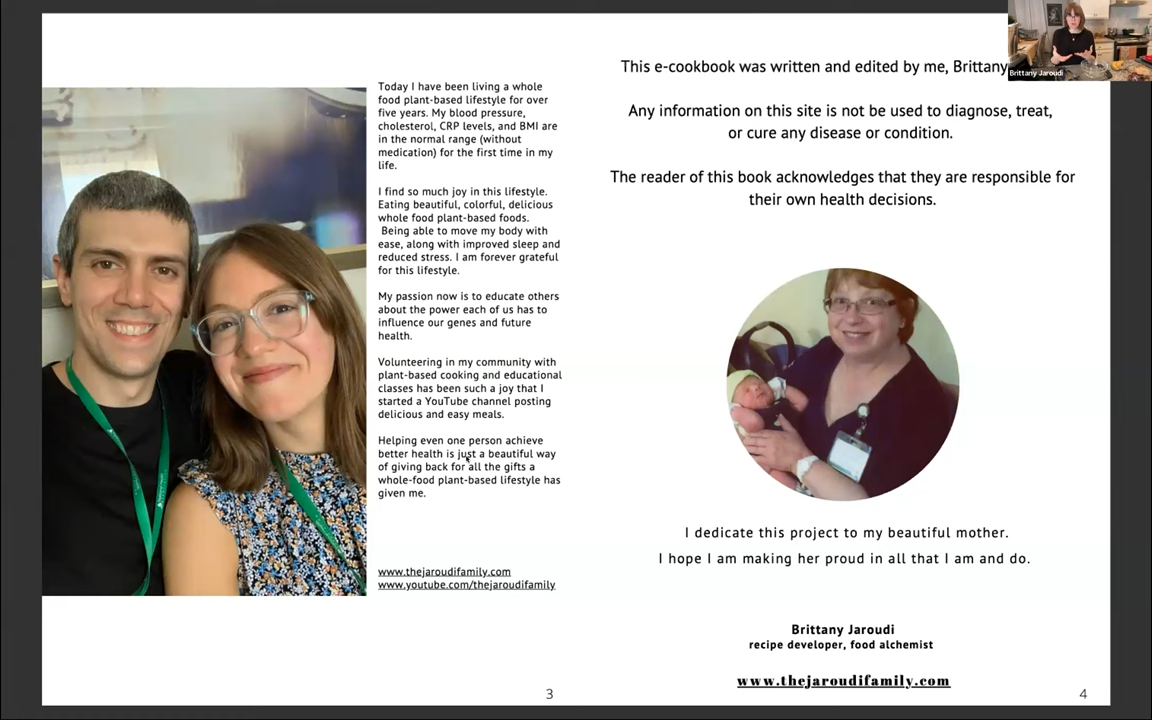 Today I have been living a whole
food plant-based lifestyle for over
five years. My blood pressure,
cholesterol, CRP levels, and BMI are
in the normal range (without
medication) for the first time in my
life.
I find so much joy in this lifestyle.
Eating beautiful, colorful, delicious
whole food plant-based foods.
Being able to move my body with
ease, along with improved sleep and
reduced stress. I am forever grateful
for this lifestyle.
My passion now is to educate others
about the power each of us has to
influence our genes and future
health.
Volunteering in my community with
plant-based cooking and educational
classes has been such a joy that I
started a YouTube channel posting
delicious and easy meals.
Helping even one person achieve
better health is just a beautiful way
of giving back for all the gifts a
whole-food plant-based lifestyle has
given me.
www.thejaroudifamily.com
www.youtube.com/thejaroudifamily
3
This e-cookbook was written and edited by me, Brittany
Any information on this site is not be used to diagnose, treat,
or cure any disease or condition.
The reader of this book acknowledges that they are responsible for
their own health decisions.
I dedicate this project to my beautiful mother.
I hope I am making her proud in all that I am and do.
Brittany Jaroudi
recipe developer, food alchemist
www.thejaroudifamily.com
4
Brittany Jaroudi